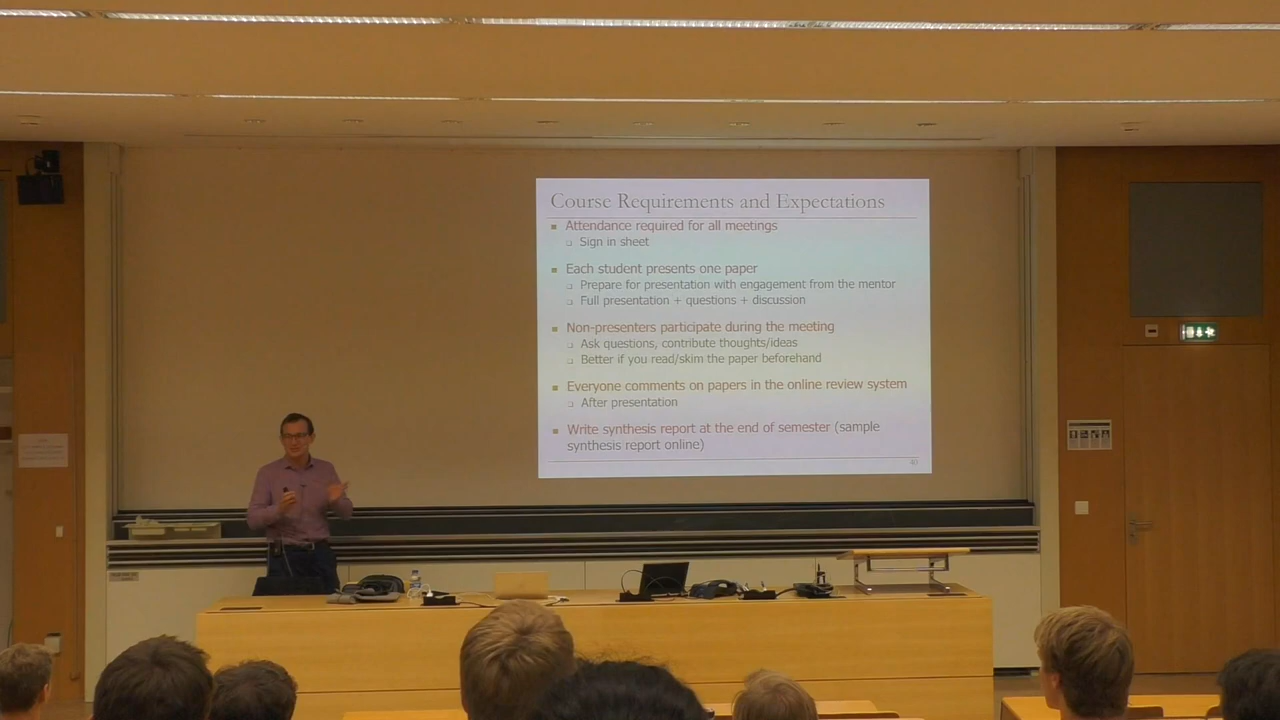 Course Requirements and Expectations
Attendance required for all meetings
Sign in sheet
Each student presents one paper
Prepare for presentation with engagement from the mentor
Full presentation + questions + discussion
Non-presenters participate during the meeting
Ask questions, contribute thoughts/ideas
Better if you read/skim the paper beforehand
Everyone comments on papers in the online review system
After presentation
Write synthesis report at the end of semester (sample
synthesis report online)
40